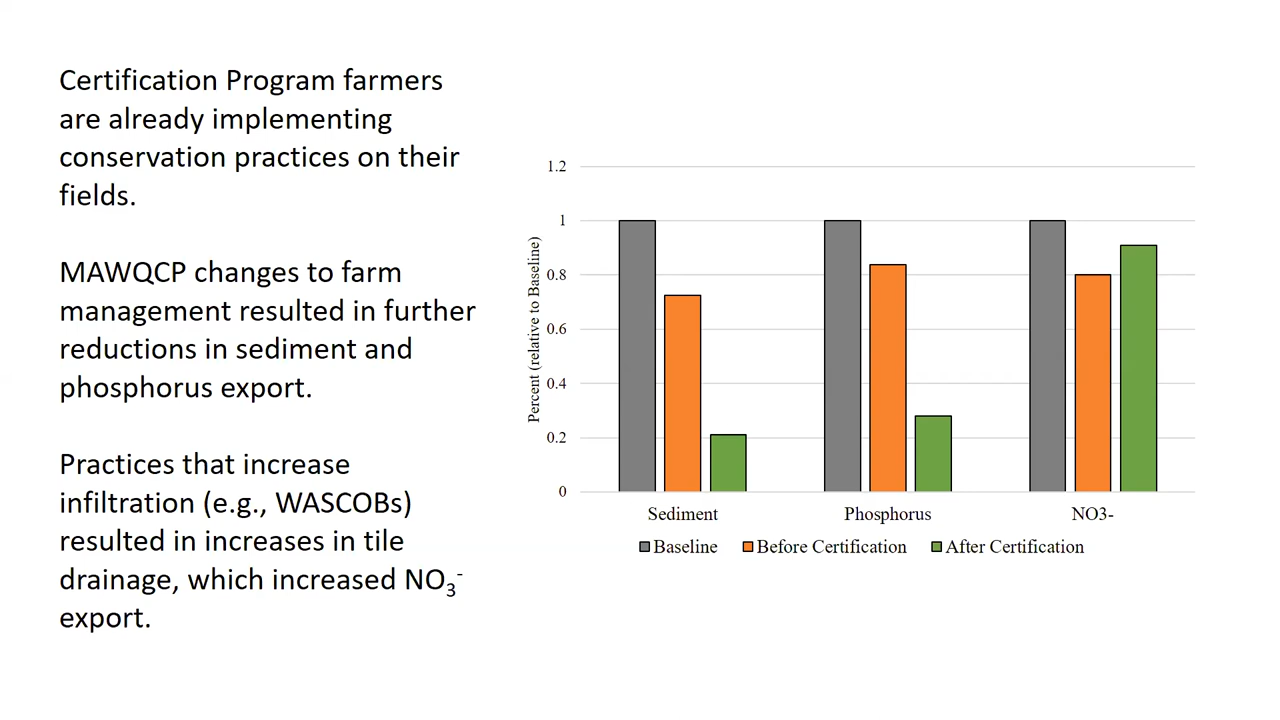 Certification Program farmers
are already implementing
conservation practices on their
fields.
MAWQCP changes to farm
management resulted in further
reductions in sediment and
phosphorus export.
Practices that increase
infiltration (e.g., WASCOBs)
resulted in increases in tile
drainage, which increased NO₃⁻
export.
Percent (relative to Baseline)
1.2
1
0.8
0.6
0.4
0.2
0
Sediment Phosphorus NO3-
Baseline Before Certification After Certification